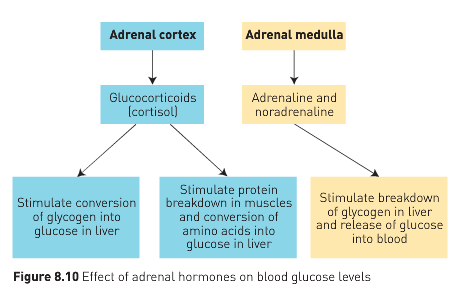 Adrenal cortex
Adrenal medulla
Glucocorticoids
(cortisol)
Adrenaline and
noradrenaline
Stimulate conversion
of glycogen into
glucose in liver
Stimulate protein
breakdown in muscles
and conversion of
amino acids into
glucose in liver
Stimulate breakdown
of glycogen in liver
and release of glucose
into blood
Figure 8.10 Effect of adrenal hormones on blood glucose levels